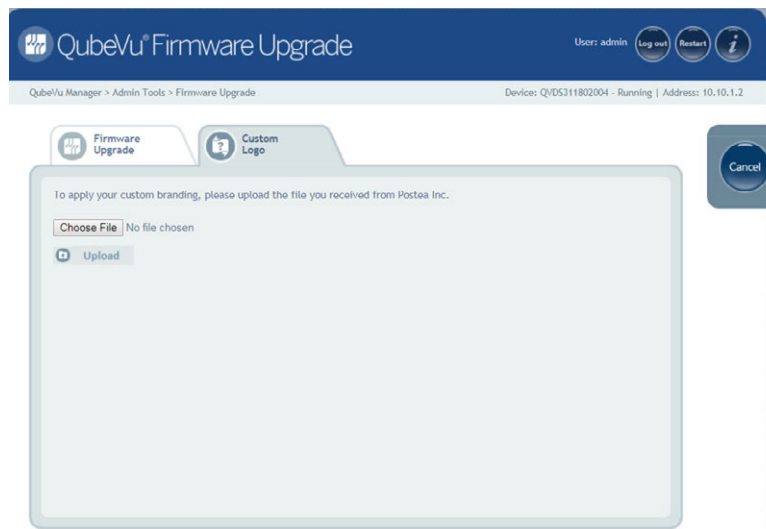 QubeVu® Firmware Upgrade
User: admin
Log out
Restart
i
QubeVu Manager > Admin Tools > Firmware Upgrade
Device: QVDS311802004 - Running | Address: 10.10.1.2
Firmware
Upgrade
?
Custom
Logo
Cancel
To apply your custom branding, please upload the file you received from Postea Inc.
Choose File No file chosen
Upload